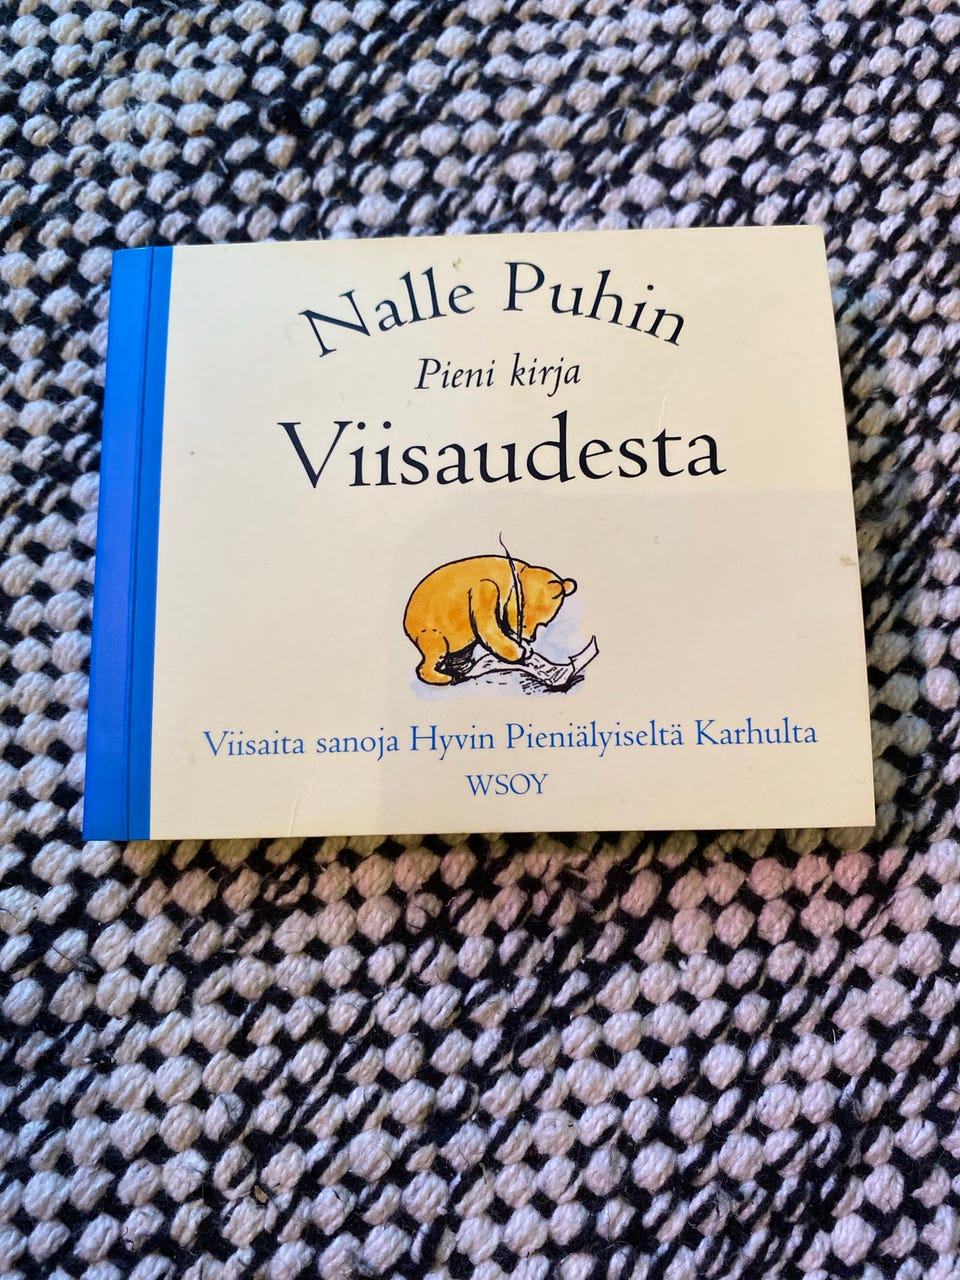 Nalle Puhin
Pieni kirja
Viisaudesta
Viisaita sanoja Hyvin Pieniälyiseltä Karhulta
WSOY